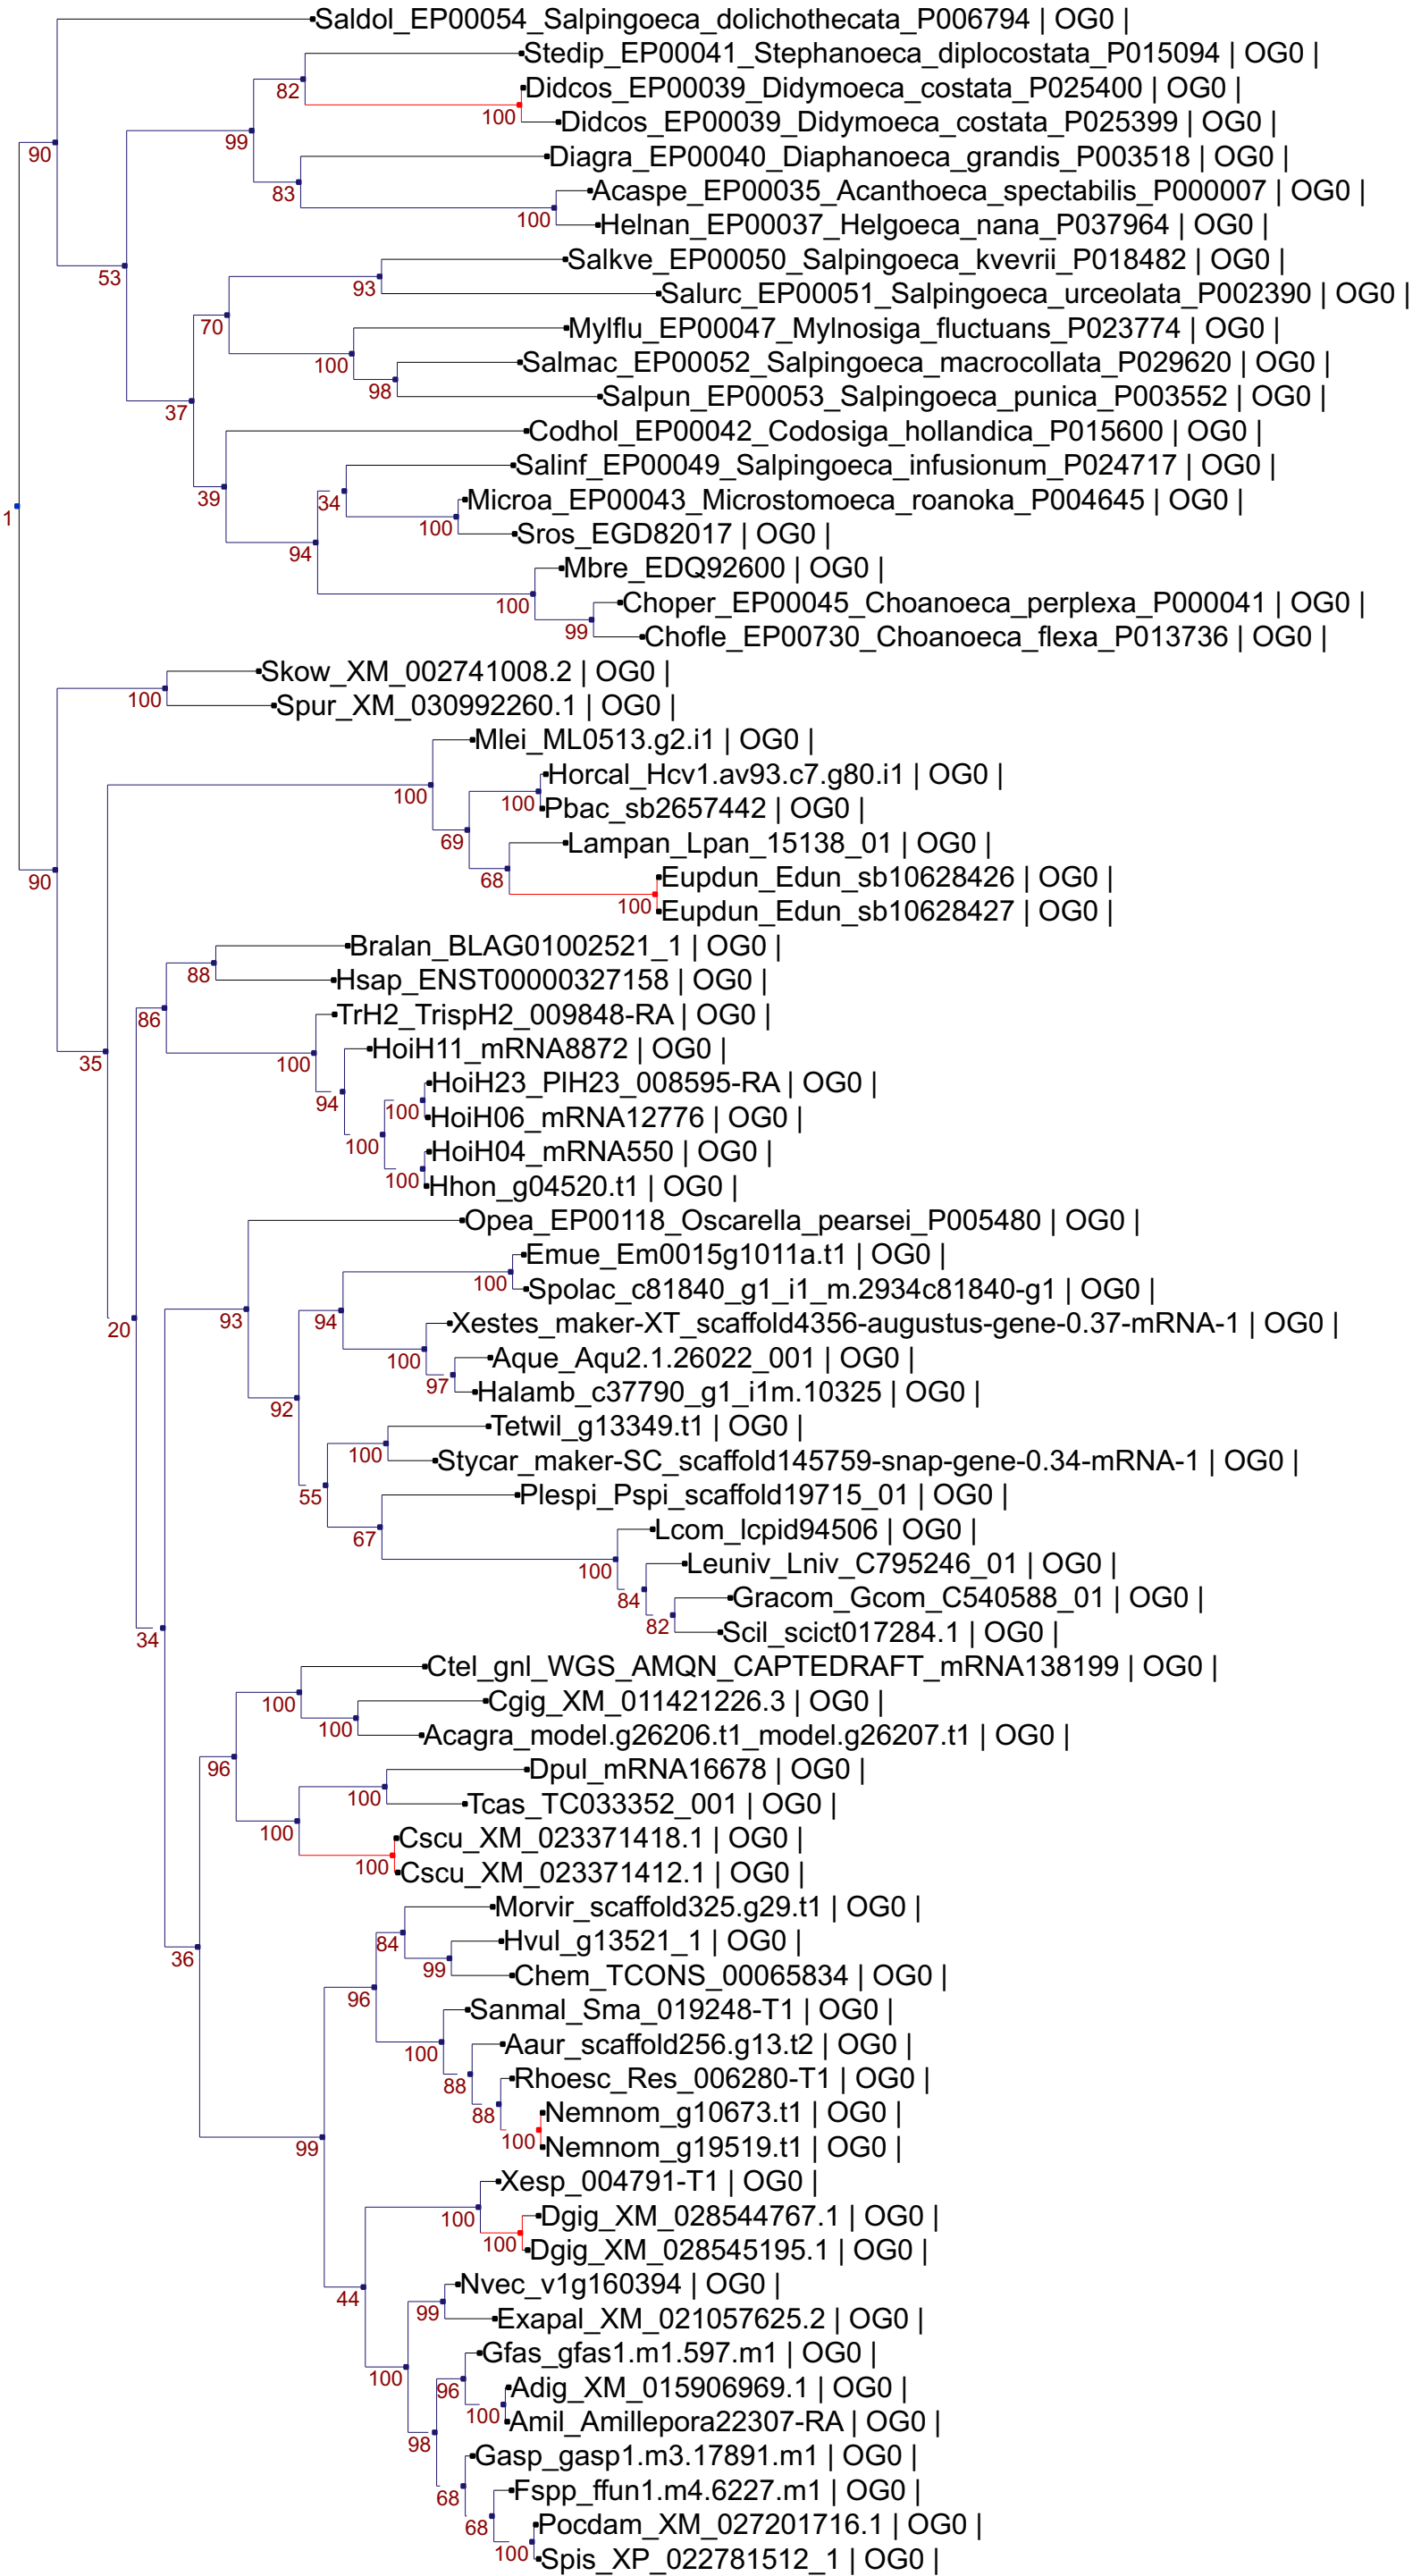 Saldol_EP00054_Salpingoeca_dolichothecata_P006794 | OG0 |
Stedip_EP00041_Stephanoeca_diplocostata_P015094 | OG0 |
82
Didcos_EP00039_Didymoeca_costata_P025400 | OG0 |
100
Didcos_EP00039_Didymoeca_costata_P025399 | OG0 |
99
90
Diagra_EP00040_Diaphanoeca_grandis_P003518 | OG0 |
83
Acaspe_EP00035_Acanthoeca_spectabilis_P000007 | OG0 |
100
Helnan_EP00037_Helgoeca_nana_P037964 | OG0 |
Salkve_EP00050_Salpingoeca_kvevrii_P018482 | OG0 |
53
93
Salurc_EP00051_Salpingoeca_urceolata_P002390 | OG0 |
70
Mylflu_EP00047_Mylnosiga_fluctuans_P023774 | OG0 |
100
Salmac_EP00052_Salpingoeca_macrocollata_P029620 | OG0 |
98
Salpun_EP00053_Salpingoeca_punica_P003552 | OG0 |
37
Codhol_EP00042_Codosiga_hollandica_P015600 | OG0 |
Salinf_EP00049_Salpingoeca_infusionum_P024717 | OG0 |
39
34
Microa_EP00043_Microstomoeca_roanoka_P004645 | OG0 |
1
100
Sros_EGD82017 | OG0 |
94
Mbre_EDQ92600 | OG0 |
100
Choper_EP00045_Choanoeca_perplexa_P000041 | OG0 |
99
Chofle_EP00730_Choanoeca_flexa_P013736 | OG0 |
Skow_XM_002741008.2 | OG0 |
100
Spur_XM_030992260.1 | OG0 |
Mlei_ML0513.g2.i1 | OG0 |
Horcal_Hcv1.av93.c7.g80.i1 | OG0 |
100
100
Pbac_sb2657442 | OG0 |
69
Lampan_Lpan_15138_01 | OG0 |
90
68
Eupdun_Edun_sb10628426 | OG0 |
100
Eupdun_Edun_sb10628427 | OG0 |
Bralan_BLAG01002521_1 | OG0 |
88
Hsap_ENST00000327158 | OG0 |
86
TrH2_TrispH2_009848-RA | OG0 |
HoiH11_mRNA8872 | OG0 |
35
100
HoiH23_PlH23_008595-RA | OG0 |
94
100
HoiH06_mRNA12776 | OG0 |
100
HoiH04_mRNA550 | OG0 |
100
Hhon_g04520.t1 | OG0 |
Opea_EP00118_Oscarella_pearsei_P005480 | OG0 |
Emue_Em0015g1011a.t1 | OG0 |
100
Spolac_c81840_g1_i1_m.2934c81840-g1 | OG0 |
20
93
94
Xestes_maker-XT_scaffold4356-augustus-gene-0.37-mRNA-1 | OG0 |
100
Aque_Aqu2.1.26022_001 | OG0 |
97
Halamb_c37790_g1_i1m.10325 | OG0 |
92
Tetwil_g13349.t1 | OG0 |
100
Stycar_maker-SC_scaffold145759-snap-gene-0.34-mRNA-1 | OG0 |
55
Plespi_Pspi_scaffold19715_01 | OG0 |
67
Lcom_lcpid94506 | OG0 |
100
Leuniv_Lniv_C795246_01 | OG0 |
84
Gracom_Gcom_C540588_01 | OG0 |
82
Scil_scict017284.1 | OG0 |
34
Ctel_gnl_WGS_AMQN_CAPTEDRAFT_mRNA138199 | OG0 |
100
Cgig_XM_011421226.3 | OG0 |
100
Acagra_model.g26206.t1_model.g26207.t1 | OG0 |
96
Dpul_mRNA16678 | OG0 |
100
Tcas_TC033352_001 | OG0 |
100
Cscu_XM_023371418.1 | OG0 |
100
Cscu_XM_023371412.1 | OG0 |
Morvir_scaffold325.g29.t1 | OG0 |
84
Hvul_g13521_1 | OG0 |
36
99
Chem_TCONS_00065834 | OG0 |
96
Sanmal_Sma_019248-T1 | OG0 |
100
Aaur_scaffold256.g13.t2 | OG0 |
88
Rhoesc_Res_006280-T1 | OG0 |
88
Nemnom_g10673.t1 | OG0 |
100
Nemnom_g19519.t1 | OG0 |
99
Xesp_004791-T1 | OG0 |
100
Dgig_XM_028544767.1 | OG0 |
100
Dgig_XM_028545195.1 | OG0 |
Nvec_v1g160394 | OG0 |
44
99
Exapal_XM_021057625.2 | OG0 |
Gfas_gfas1.m1.597.m1 | OG0 |
100
96
Adig_XM_015906969.1 | OG0 |
100
Amil_Amillepora22307-RA | OG0 |
98
Gasp_gasp1.m3.17891.m1 | OG0 |
68
Fspp_ffun1.m4.6227.m1 | OG0 |
68
Pocdam_XM_027201716.1 | OG0 |
100
Spis_XP_022781512_1 | OG0 |